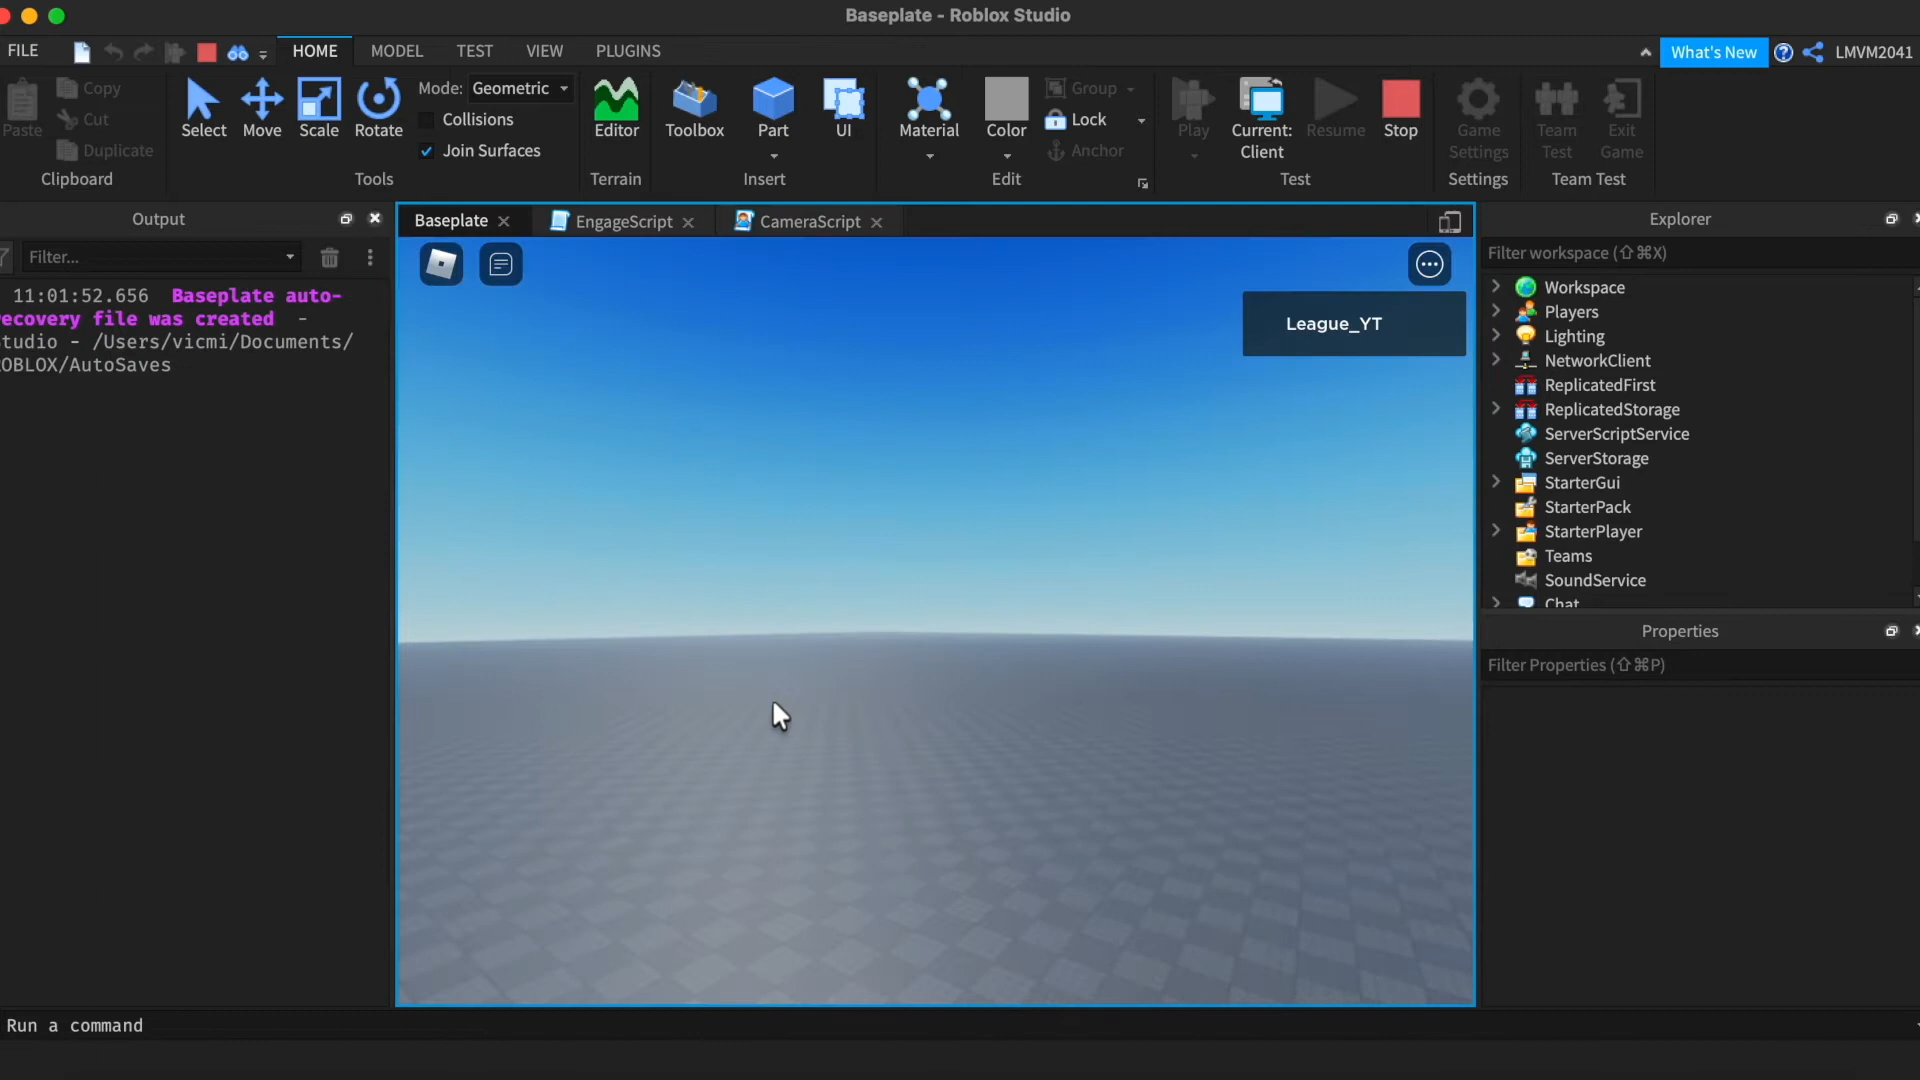 Baseplate - Roblox Studio
FILE HOME MODEL TEST VIEW PLUGINS What's New LMVM2041
Paste
Copy
Cut
Duplicate
Clipboard
Select Move Scale Rotate
Mode: Geometric
Collisions
Join Surfaces
Tools
Editor
Terrain
Toolbox Part UI
Insert
Material Color
Group
Lock
Anchor
Edit
Play
Current:
Client
Resume Stop
Test
Game
Settings
Settings
Team
Test
Exit
Game
Team Test
Output
Filter...
11:01:52.656 Baseplate auto-
ecovery file was created -
tudio - /Users/vicmi/Documents/
OBLOX/AutoSaves
Baseplate EngageScript CameraScript
League_YT
Explorer
Filter workspace (⇧⌘X)
Workspace
Players
Lighting
NetworkClient
ReplicatedFirst
ReplicatedStorage
ServerScriptService
ServerStorage
StarterGui
StarterPack
StarterPlayer
Teams
SoundService
Chat
Properties
Filter Properties (⇧⌘P)
Run a command